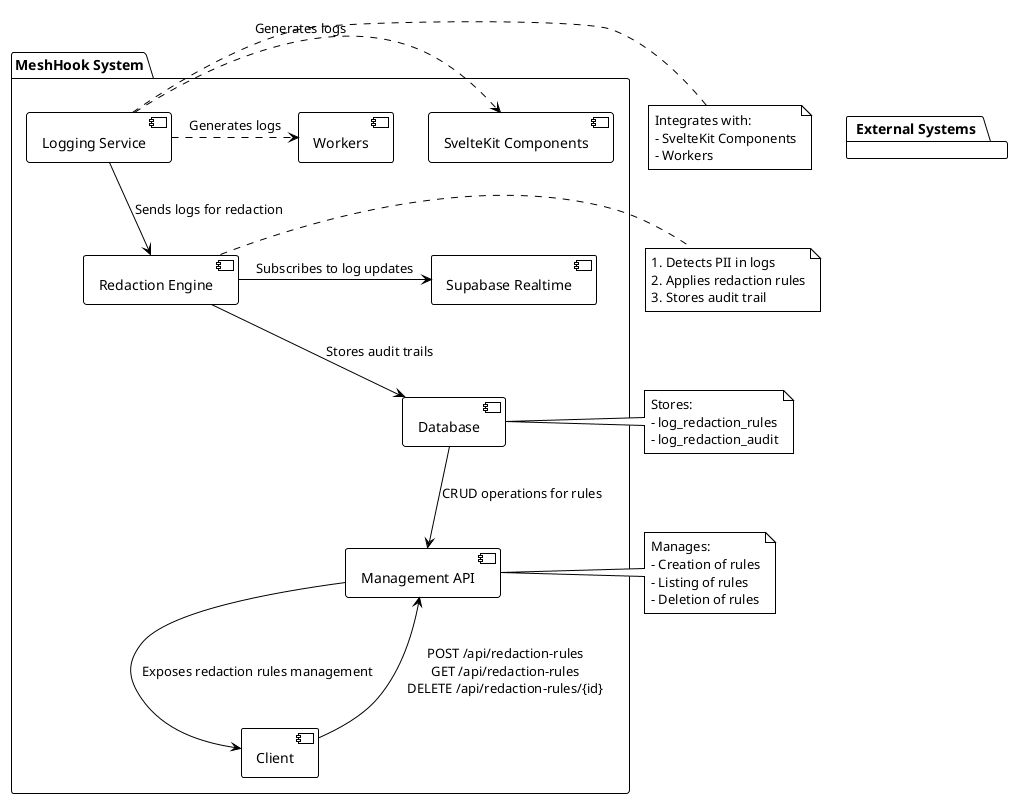 Generates logs
MeshHook System
Logging Service
Generates logs
Workers
SvelteKit Components
Integrates with:
- SvelteKit Components
- Workers
External Systems
Sends logs for redaction
Redaction Engine
Subscribes to log updates
Supabase Realtime
1. Detects PII in logs
2. Applies redaction rules
3. Stores audit trail
Stores audit trails
Database
Stores:
- log_redaction_rules
- log_redaction_audit
CRUD operations for rules
Management API
Manages:
- Creation of rules
- Listing of rules
- Deletion of rules
Exposes redaction rules management
POST /api/redaction-rules
GET /api/redaction-rules
DELETE /api/redaction-rules/{id}
Client